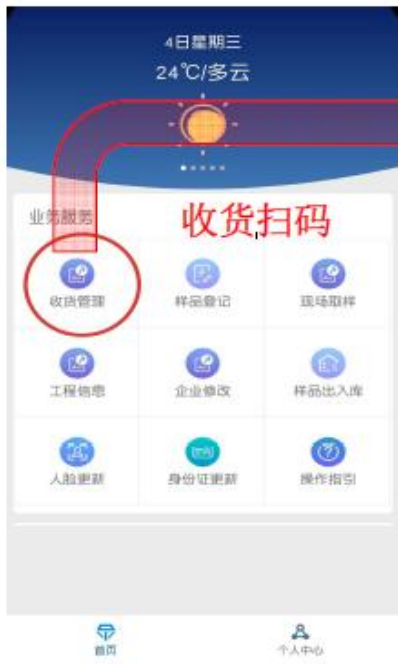 4日星期三
24℃/多云
业务服务
收货扫码
收货管理
样品登记
现场取样
工程信息
企业修改
样品出入库
人脸更新
身份证更新
操作指引
首页
个人中心